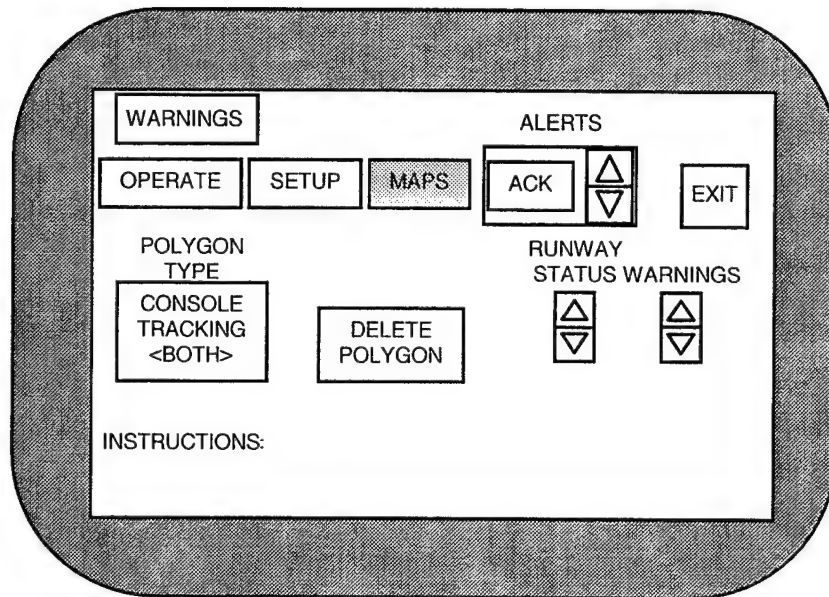 WARNINGS
ALERTS
OPERATE
SETUP
MAPS
ACK
EXIT
POLYGON
TYPE
CONSOLE
TRACKING
<BOTH>
DELETE
POLYGON
RUNWAY
STATUS WARNINGS
INSTRUCTIONS: